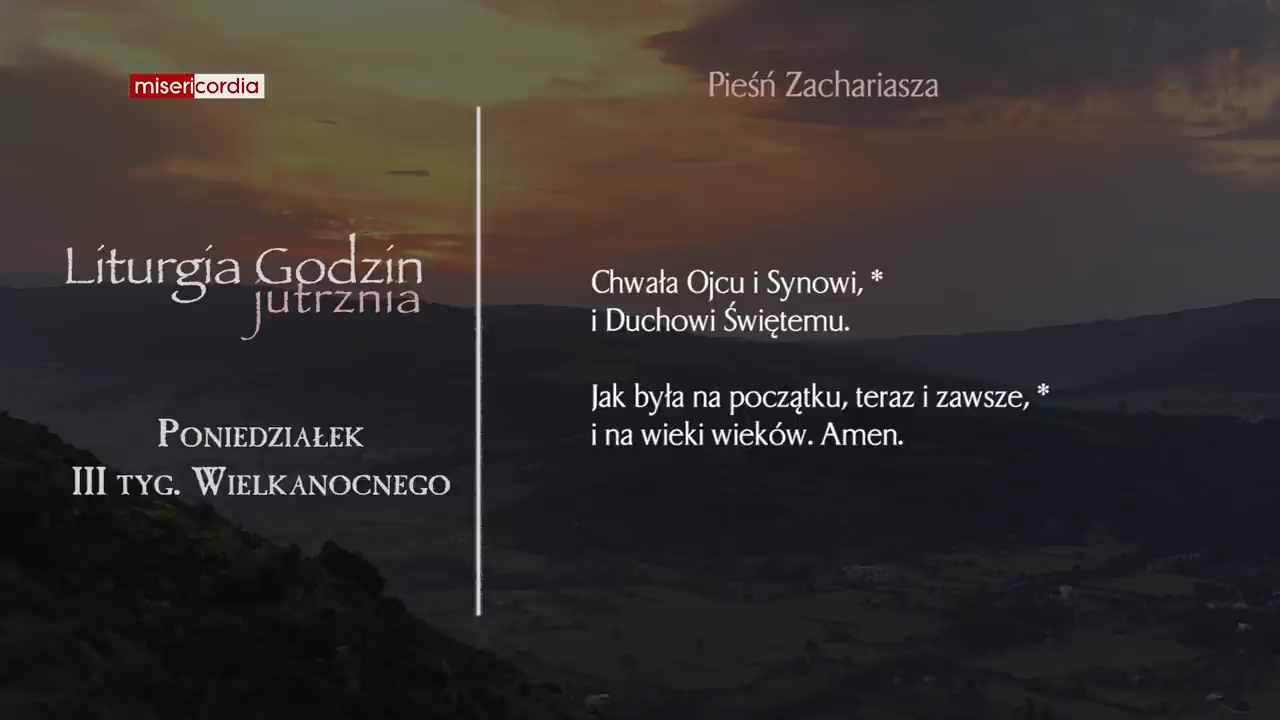 misericordia
Pieśń Zachariasza
Liturgia Godzin
jutrznia
Chwała Ojcu i Synowi, *
i Duchowi Świętemu.
Jak była na początku, teraz i zawsze, *
i na wieki wieków. Amen.
Poniedziałek
III tyg. Wielkanocnego